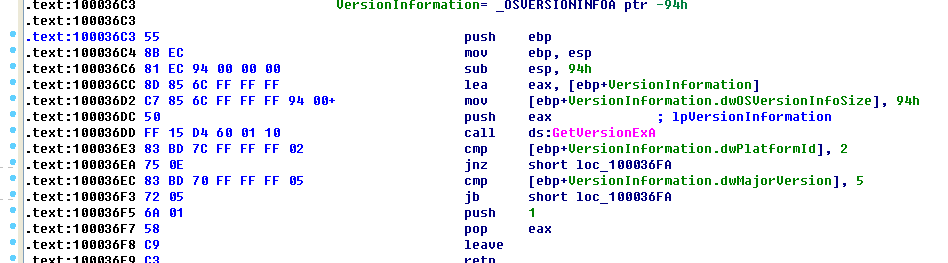 .text:100036C3 VersionInformation= _OSVERSIONINFOA ptr -94h
.text:100036C3
.text:100036C3 55 push ebp
.text:100036C4 8B EC mov ebp, esp
.text:100036C6 81 EC 94 00 00 00 sub esp, 94h
.text:100036CC 8D 85 6C FF FF FF lea eax, [ebp+VersionInformation]
.text:100036D2 C7 85 6C FF FF FF 94 00+ mov [ebp+VersionInformation.dwOSVersionInfoSize], 94h
.text:100036DC 50 push eax ; lpVersionInformation
.text:100036DD FF 15 D4 60 01 10 call ds:GetVersionExA
.text:100036E3 83 BD 7C FF FF FF 02 cmp [ebp+VersionInformation.dwPlatformId], 2
.text:100036EA 75 0E jnz short loc_100036FA
.text:100036EC 83 BD 70 FF FF FF 05 cmp [ebp+VersionInformation.dwMajorVersion], 5
.text:100036F3 72 05 jb short loc_100036FA
.text:100036F5 6A 01 push 1
.text:100036F7 58 pop eax
.text:100036F8 C9 leave
.text:100036F9 C3 retn